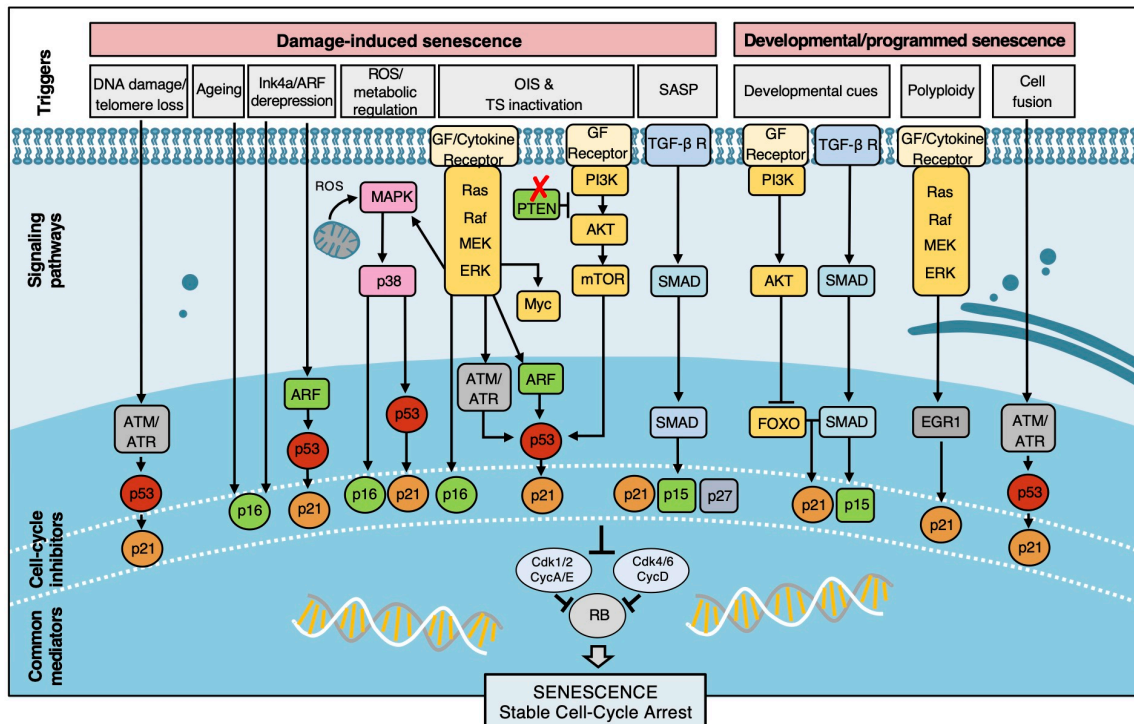 Damage-induced senescence
Developmental/programmed senescence
Triggers
DNA damage/
telomere loss
Ageing
Ink4a/ARF
derepression
ROS/
metabolic
regulation
OIS &
TS inactivation
SASP
Developmental cues
Polyploidy
Cell
fusion
GF/Cytokine
Receptor
GF
Receptor
TGF-β R
GF
Receptor
TGF-β R
GF/Cytokine
Receptor
Signaling
pathways
ROS
MAPK
p38
Ras
Raf
MEK
ERK
Myc
PTEN
PI3K
AKT
mTOR
SMAD
PI3K
AKT
SMAD
Ras
Raf
MEK
ERK
ATM/
ATR
p53
p21
p16
ARF
p53
p21
p16
p53
p21
p16
ATM/
ATR
ARF
p53
p21
SMAD
p21
p15
p27
FOXO
SMAD
p21
p15
EGR1
p21
ATM/
ATR
p53
p21
Cell-cycle
inhibitors
Common
mediators
Cdk1/2
CycA/E
Cdk4/6
CycD
RB
SENESCENCE
Stable Cell-Cycle Arrest